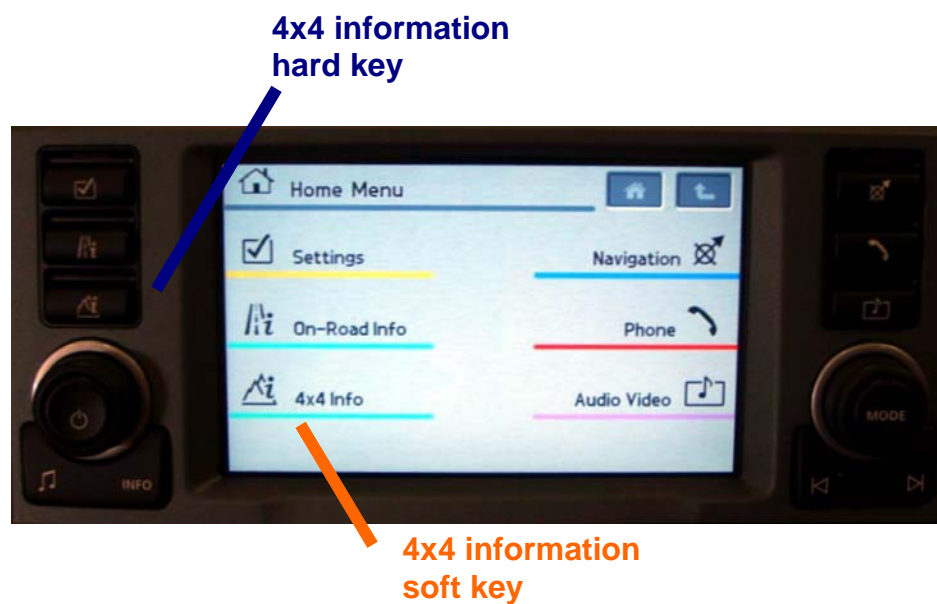 4x4 information
hard key
Home Menu
Settings
Navigation
On-Road Info
Phone
4x4 Info
Audio Video
MODE
INFO
4x4 information
soft key